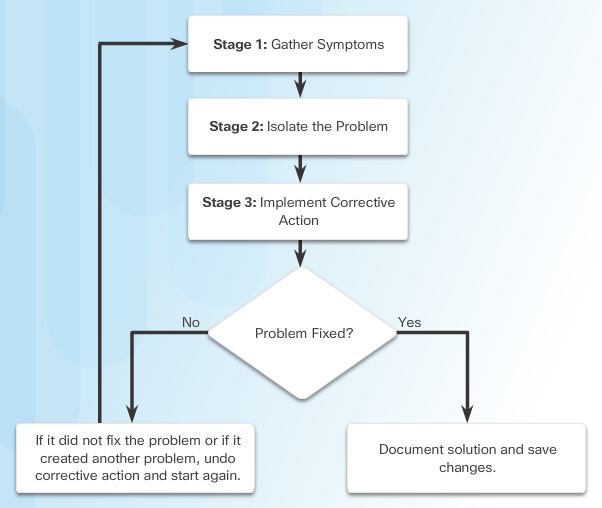 Stage 1: Gather Symptoms
Stage 2: Isolate the Problem
Stage 3: Implement Corrective
Action
Problem Fixed?
No
Yes
If it did not fix the problem or if it
created another problem, undo
corrective action and start again.
Document solution and save
changes.